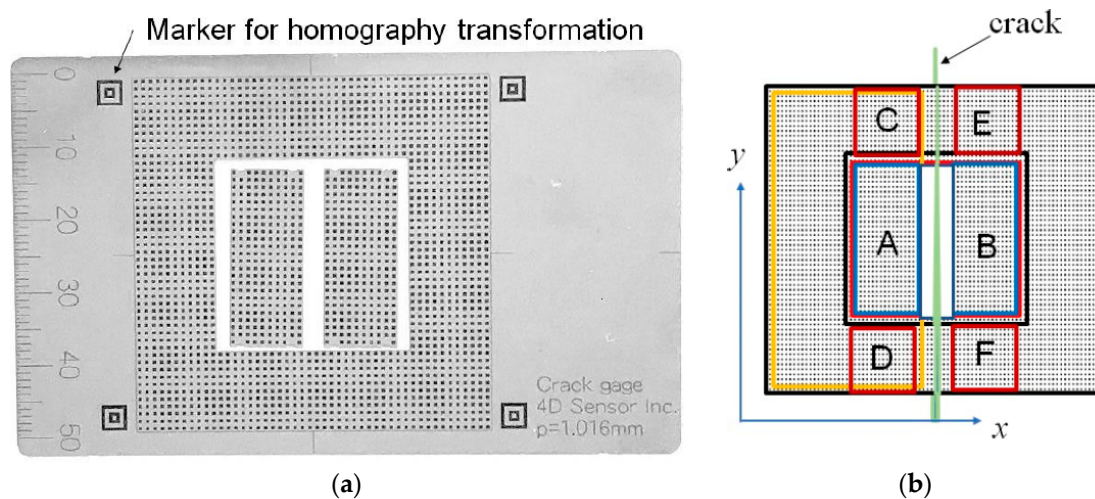 Marker for homography transformation
0
10
20
30
40
50
Crack gage
4D Sensor Inc.
p=1.016mm
(a)
crack
C
E
y
A
B
D
F
x
(b)